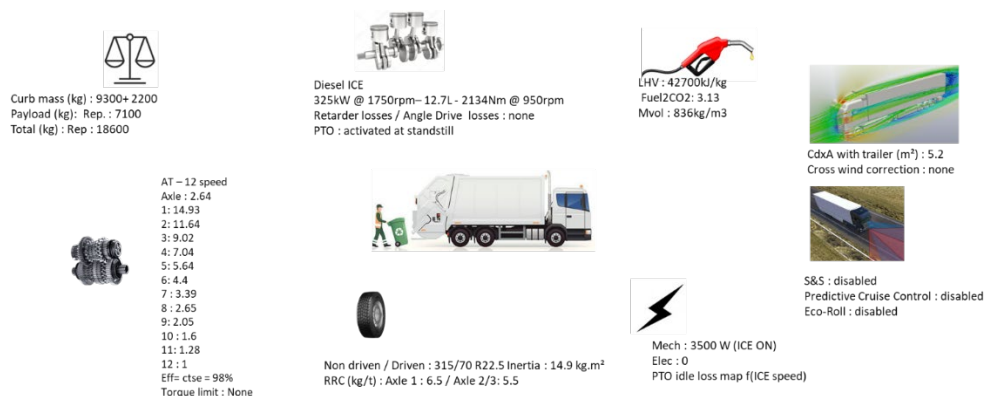 Curb mass (kg) : 9300+ 2200
Payload (kg): Rep. : 7100
Total (kg) : Rep : 18600
Diesel ICE
325kW @ 1750rpm– 12.7L - 2134Nm @ 950rpm
Retarder losses / Angle Drive losses : none
PTO : activated at standstill
LHV : 42700kJ/kg
Fuel2CO2: 3.13
Mvol : 836kg/m3
CdxA with trailer (m²) : 5.2
Cross wind correction : none
AT – 12 speed
Axle : 2.64
1: 14.93
2: 11.64
3: 9.02
4: 7.04
5: 5.64
6: 4.4
7 : 3.39
8 : 2.65
9: 2.05
10 : 1.6
11: 1.28
12 : 1
Eff= ctse = 98%
Torque limit : None
Non driven / Driven : 315/70 R22.5 Inertia : 14.9 kg.m²
RRC (kg/t) : Axle 1 : 6.5 / Axle 2/3: 5.5
S&S : disabled
Predictive Cruise Control : disabled
Eco-Roll : disabled
Mech : 3500 W (ICE ON)
Elec : 0
PTO idle loss map f(ICE speed)